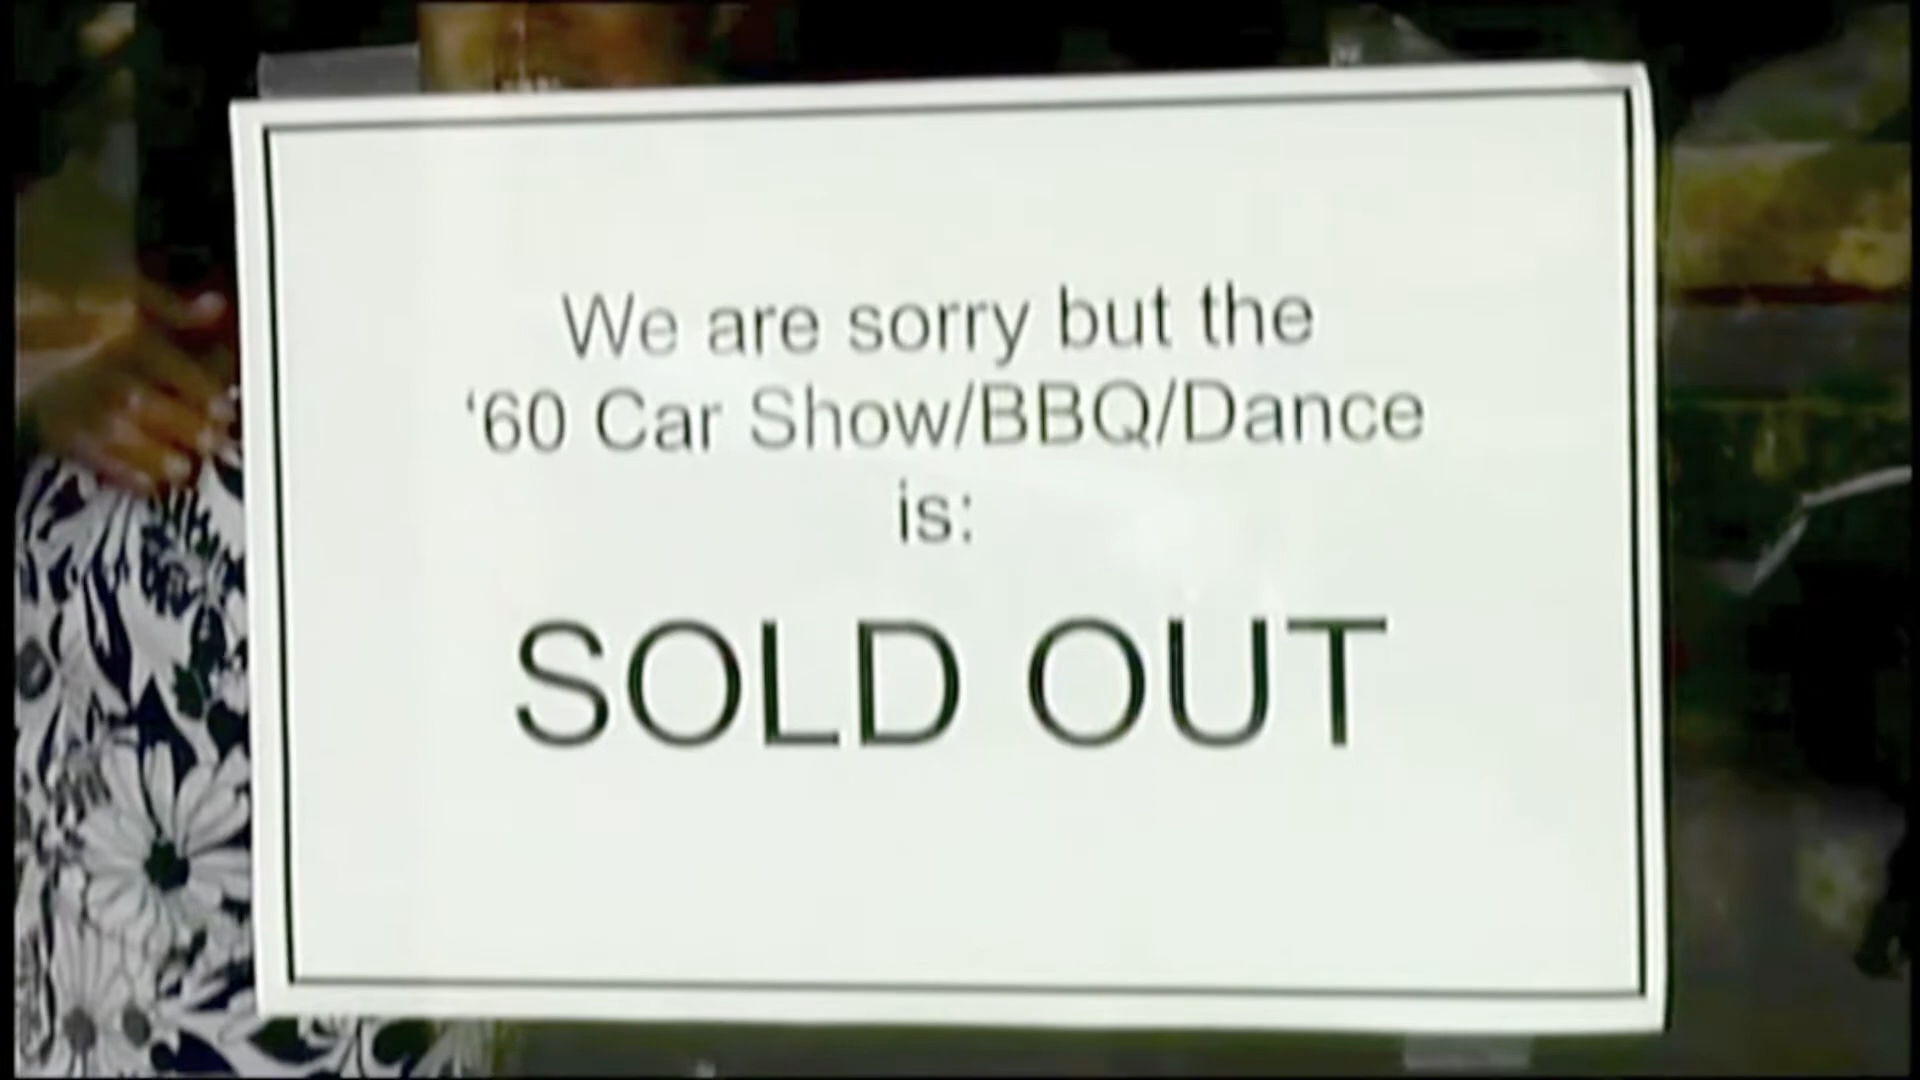 We are sorry but the
‘60 Car Show/BBQ/Dance
is:
SOLD OUT